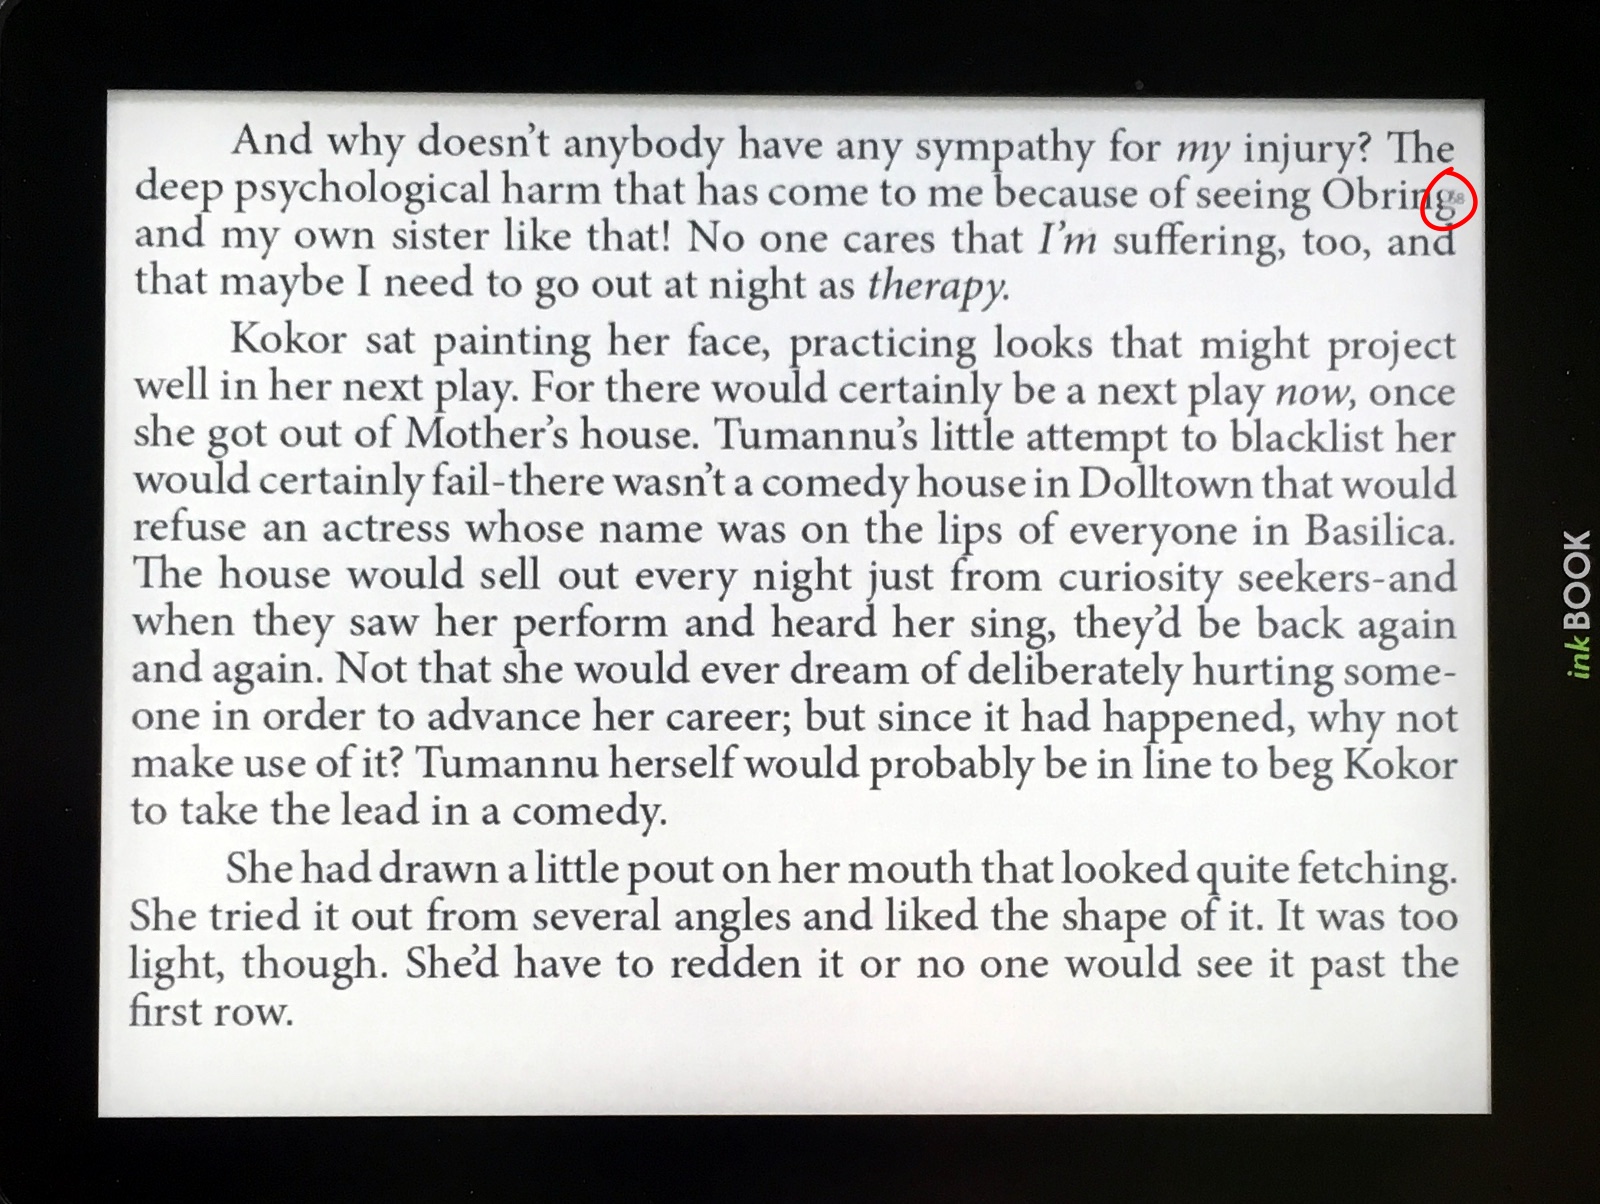 And why doesn't anybody have any sympathy for my injury? The
deep psychological harm that has come to me because of seeing Obring
and my own sister like that! No one cares that I'm suffering, too, and
that maybe I need to go out at night as therapy.
Kokor sat painting her face, practicing looks that might project
well in her next play. For there would certainly be a next play now, once
she got out of Mother's house. Tumannu's little attempt to blacklist her
would certainly fail-there wasn't a comedy house in Dolltown that would
refuse an actress whose name was on the lips of everyone in Basilica.
The house would sell out every night just from curiosity seekers-and
when they saw her perform and heard her sing, they'd be back again
and again. Not that she would ever dream of deliberately hurting some-
one in order to advance her career; but since it had happened, why not
make use of it? Tumannu herself would probably be in line to beg Kokor
to take the lead in a comedy.
She had drawn a little pout on her mouth that looked quite fetching.
She tried it out from several angles and liked the shape of it. It was too
light, though. She'd have to redden it or no one would see it past the
first row.
inkBOOK